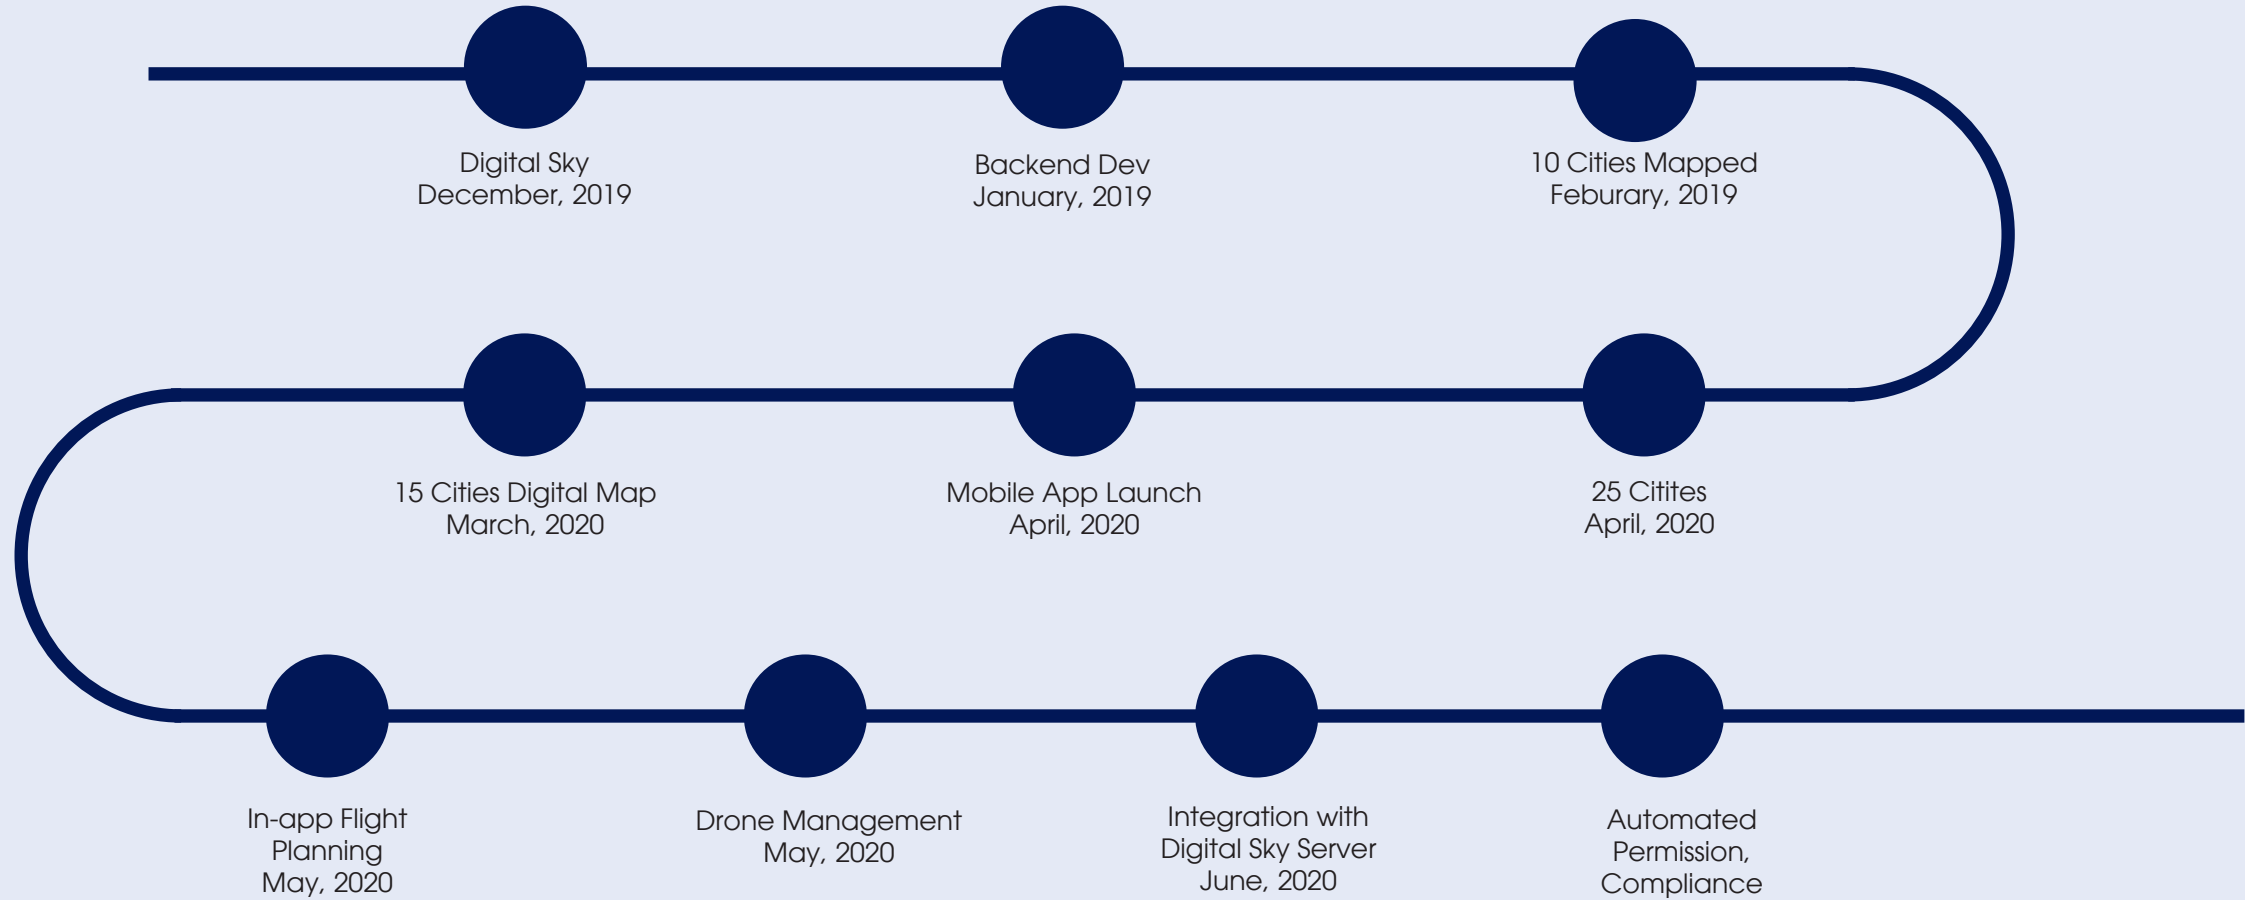 Digital Sky
December, 2019
Backend Dev
January, 2019
10 Cities Mapped
Feburary, 2019
15 Cities Digital Map
March, 2020
Mobile App Launch
April, 2020
25 Citites
April, 2020
In-app Flight
Planning
May, 2020
Drone Management
May, 2020
Integration with
Digital Sky Server
June, 2020
Automated
Permission,
Compliance